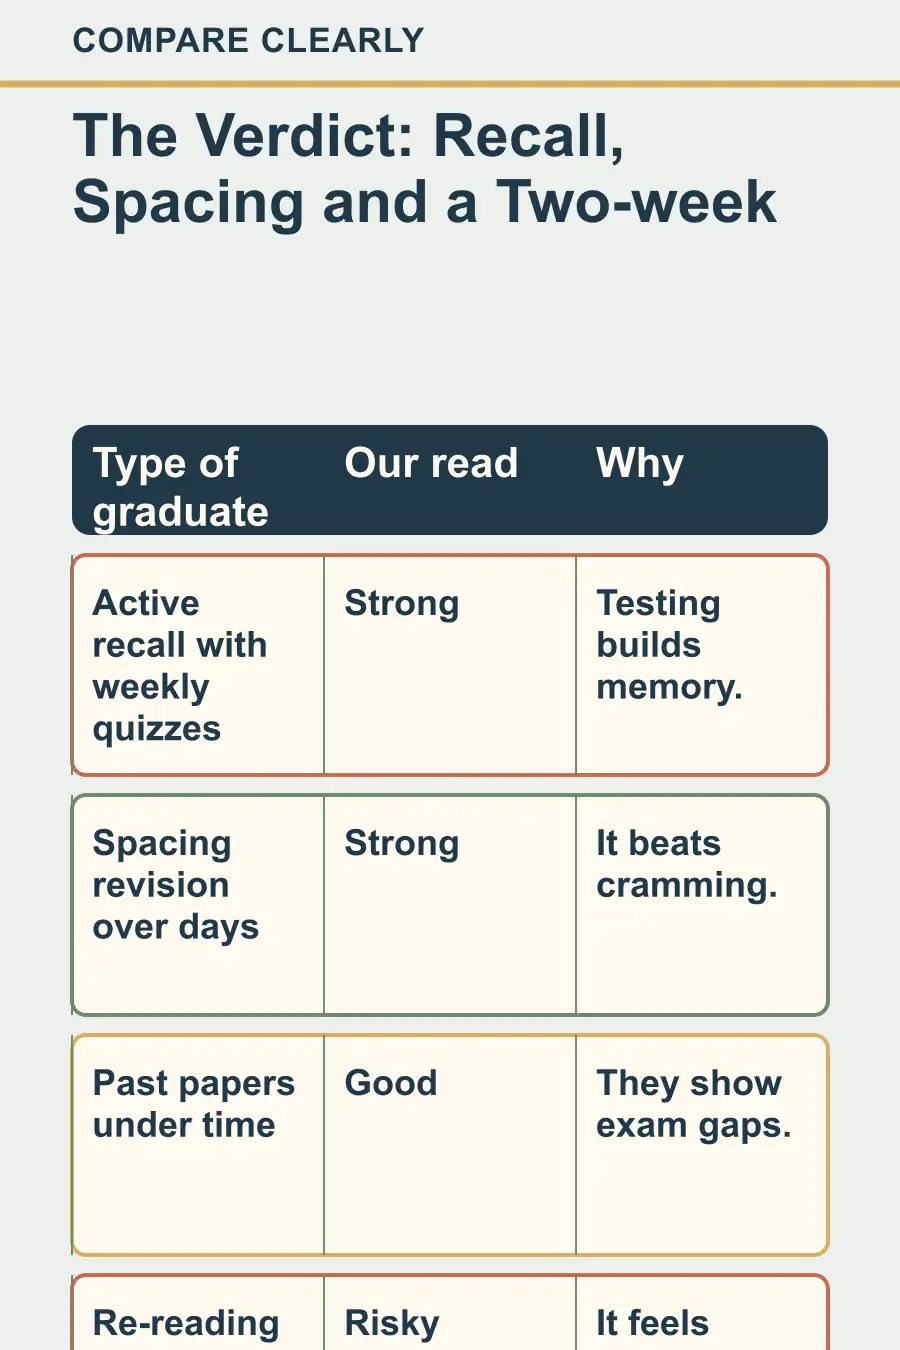 COMPARE CLEARLY
The Verdict: Recall,
Spacing and a Two-week
Type of
graduate
Our read
Why
Active
recall with
weekly
quizzes
Strong
Testing
builds
memory.
Spacing
revision
over days
Strong
It beats
cramming.
Past papers
under time
Good
They show
exam gaps.
Re-reading
Risky
It feels